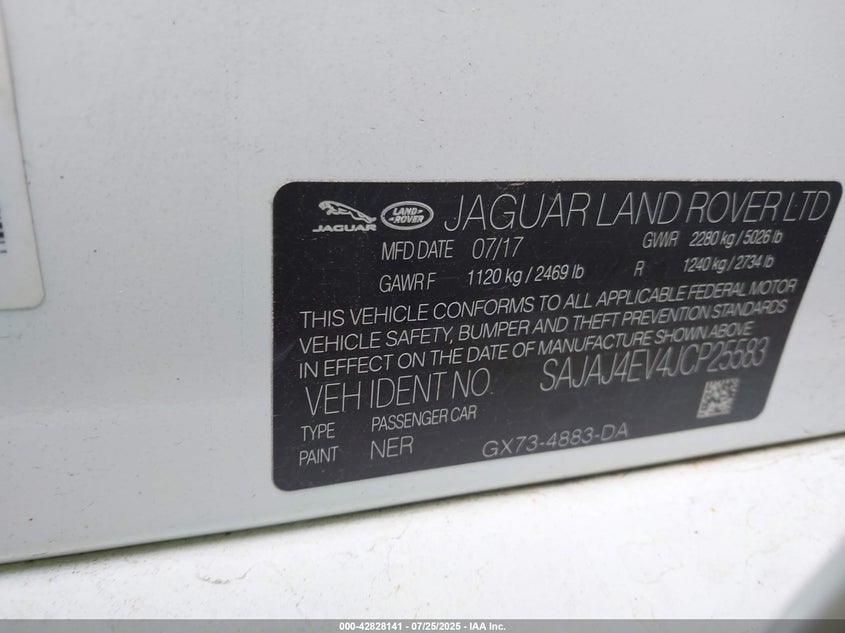 JAGUAR LAND ROVER JAGUAR LAND ROVER LTD
MFD DATE 07/17 GVWR 2280 kg / 5026 lb
GAWR F 1120 kg / 2469 lb R 1240 kg / 2734 lb
THIS VEHICLE CONFORMS TO ALL APPLICABLE FEDERAL MOTOR
VEHICLE SAFETY, BUMPER AND THEFT PREVENTION STANDARDS
IN EFFECT ON THE DATE OF MANUFACTURE SHOWN ABOVE
VEH IDENT NO. SAJAJ4EV4JCP25583
TYPE PASSENGER CAR
PAINT NER GX73-4883-DA
000-42828141 - 07/25/2025 - IAA Inc.